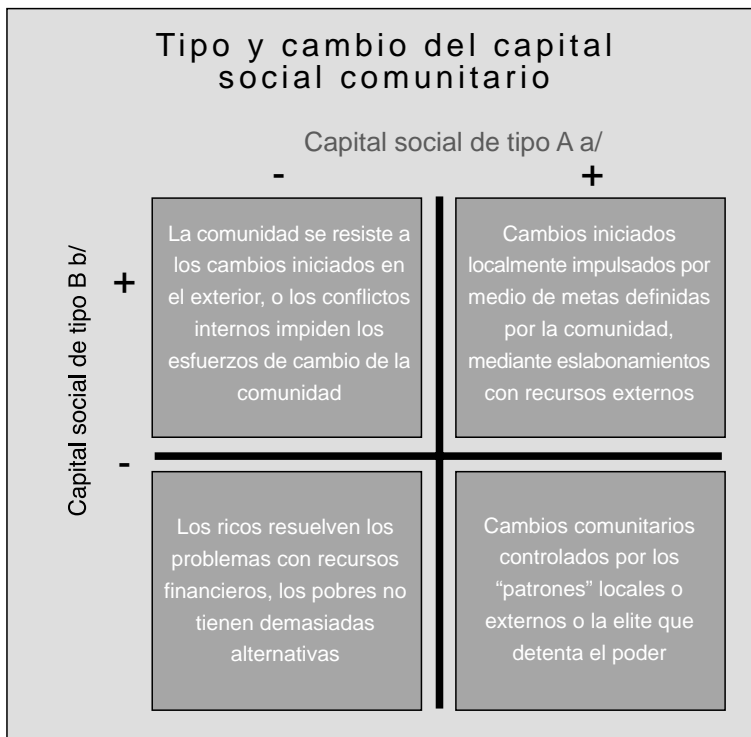 Tipo y cambio del capital
social comunitario
Capital social de tipo A a/
-
+
Capital social de tipo B b/
+
La comunidad se resiste a
los cambios iniciados en
el exterior, o los conflictos
internos impiden los
esfuerzos de cambio de la
comunidad
Cambios iniciados
localmente impulsados por
medio de metas definidas
por la comunidad,
mediante eslabonamientos
con recursos externos
-
Los ricos resuelven los
problemas con recursos
financieros, los pobres no
tienen demasiadas
alternativas
Cambios comunitarios
controlados por los
“patrones” locales o
externos o la elite que
detenta el poder